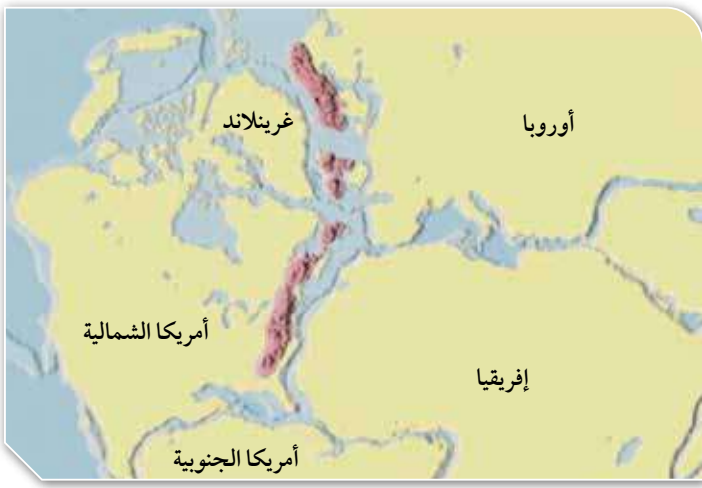 غرينلاند
أوروبا
أمريكا الشمالية
إفريقيا
أمريكا الجنوبية